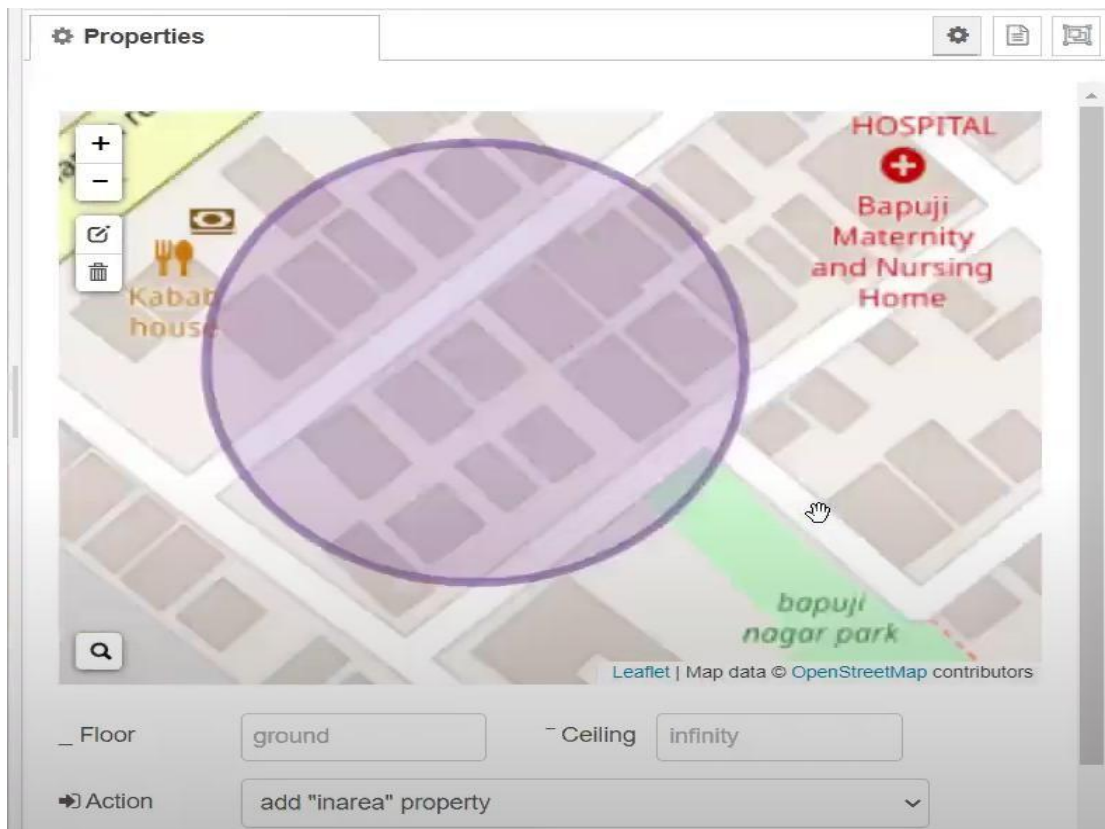 Properties
+
−
HOSPITAL
Bapuji
Maternity
and Nursing
Home
Kabab
house
bapuji
nagar park
Leaflet | Map data © OpenStreetMap contributors
Floor
ground
Ceiling
infinity
Action
add "inarea" property